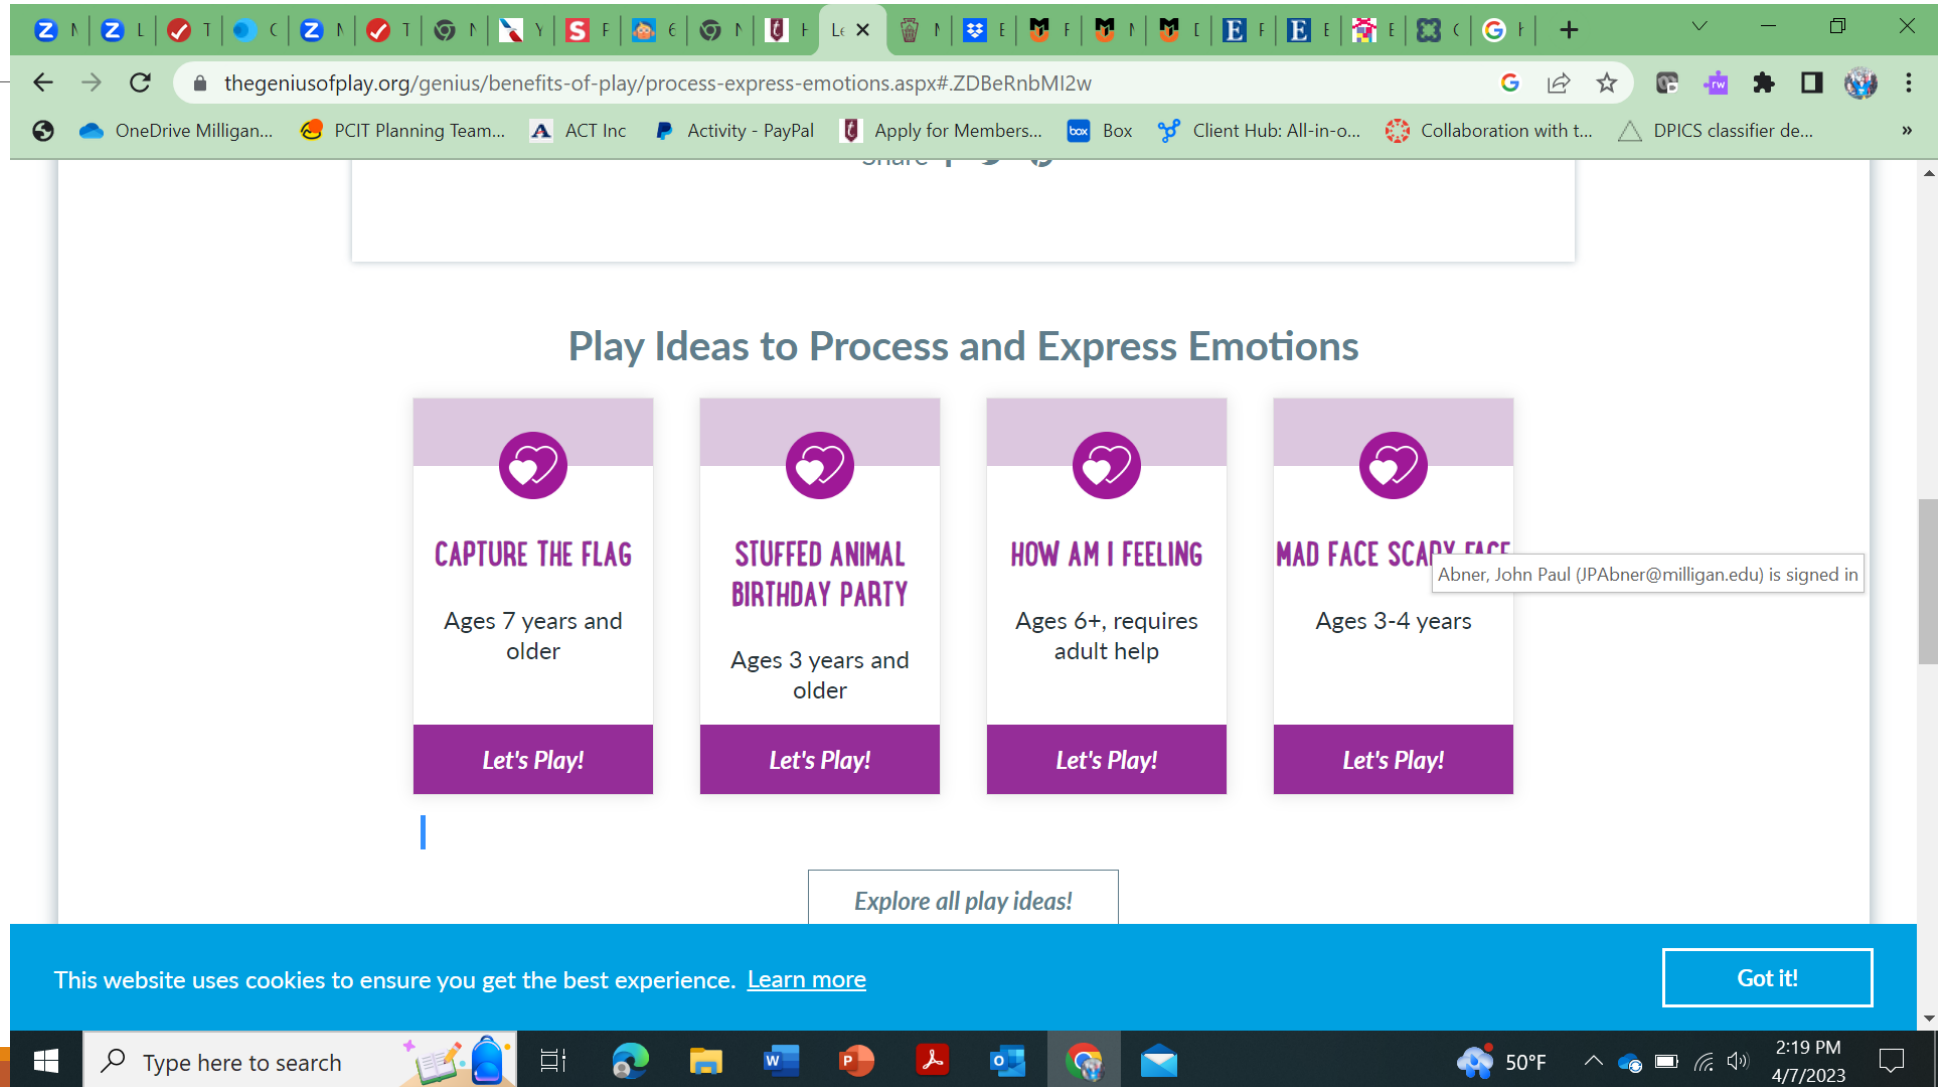 thegeniusofplay.org/genius/benefits-of-play/process-express-emotions.aspx#.ZDBeRnbMI2w
OneDrive Milligan... PCIT Planning Team... ACT Inc Activity - PayPal Apply for Members... Box Client Hub: All-in-o... Collaboration with t... DPICS classifier de... »
Play Ideas to Process and Express Emotions
CAPTURE THE FLAG
Ages 7 years and
older
Let's Play!
STUFFED ANIMAL
BIRTHDAY PARTY
Ages 3 years and
older
Let's Play!
HOW AM I FEELING
Ages 6+, requires
adult help
Let's Play!
MAD FACE SCARY FACE
Abner, John Paul (JPAbner@milligan.edu) is signed in
Ages 3-4 years
Let's Play!
Explore all play ideas!
This website uses cookies to ensure you get the best experience. Learn more
Got it!
Type here to search
50°F
2:19 PM
4/7/2023